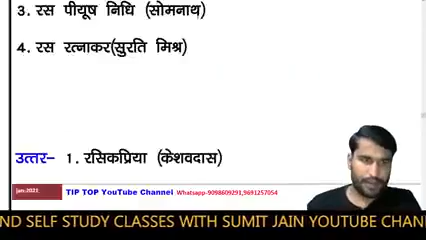 3. रस पीयूष निधि (सोमनाथ)
4. रस रत्नाकर(सुरति मिश्र)
उत्तर– 1. रसिकप्रिया (केशवदास)
jan:2021: TIP TOP YouTube Channel Whatsapp-9098609291,9691257054
ND SELF STUDY CLASSES WITH SUMIT JAIN YOUTUBE CHAN